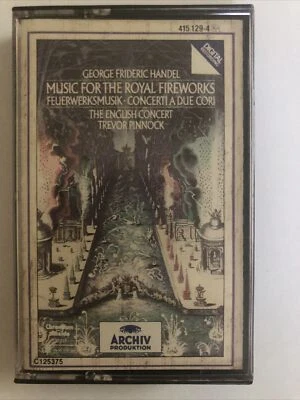 415 129-4
DIGITAL
GEORGE FRIDERIC HANDEL
MUSIC FOR THE ROYAL FIREWORKS
FEUERWERKSMUSIK · CONCERTI A DUE CORI
THE ENGLISH CONCERT
TREVOR PINNOCK
Chromium
ARCHIV
PRODUKTION
C125375